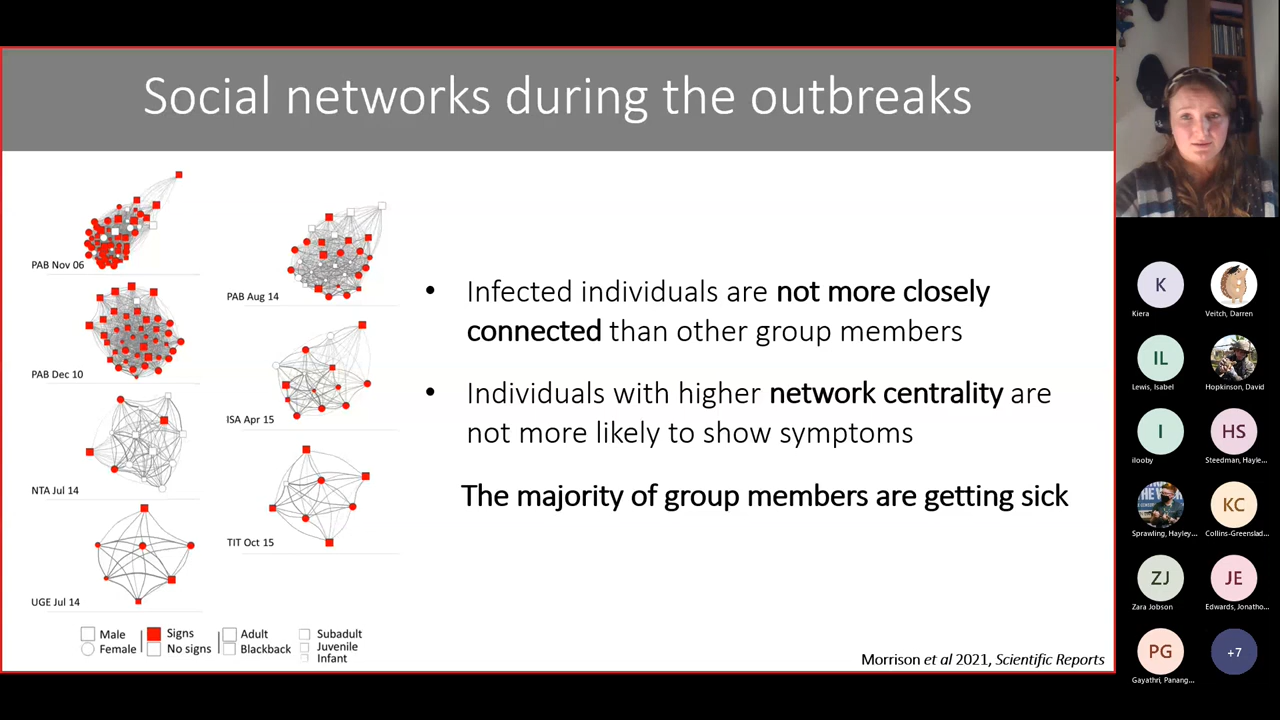 Social networks during the outbreaks
PAB Nov 06
PAB Dec 10
NTA Jul 14
UGE Jul 14
PAB Aug 14
ISA Apr 15
TIT Oct 15
Male
Female
Signs
No signs
Adult
Blackback
Subadult
Juvenile
Infant
• Infected individuals are not more closely
connected than other group members
• Individuals with higher network centrality are
not more likely to show symptoms
The majority of group members are getting sick
Morrison et al 2021, Scientific Reports
K
Kiera
Veitch, Darren
IL
Lewis, Isabel
Hopkinson, David
I
ilooby
HS
Steedman, Hayle...
Sprawling, Hayley...
KC
Collins-Greenslad...
ZJ
Zara Jobson
JE
Edwards, Jonatho...
PG
Gayathri, Panang...
+7